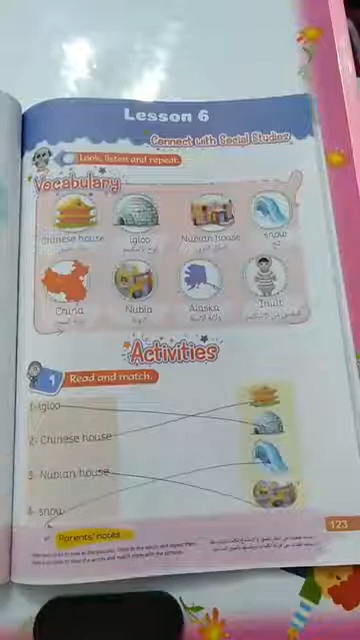 Lesson 6
Connect with Social Studies
Look, listen and repeat.
Vocabulary
Chinese house
igloo
Nubian house
snow
China
Nubia
Alaska
Inuit
Activities
1 Read and match.
1- igloo
2- Chinese house
3- Nubian house
4- snow
123
Parents' notes